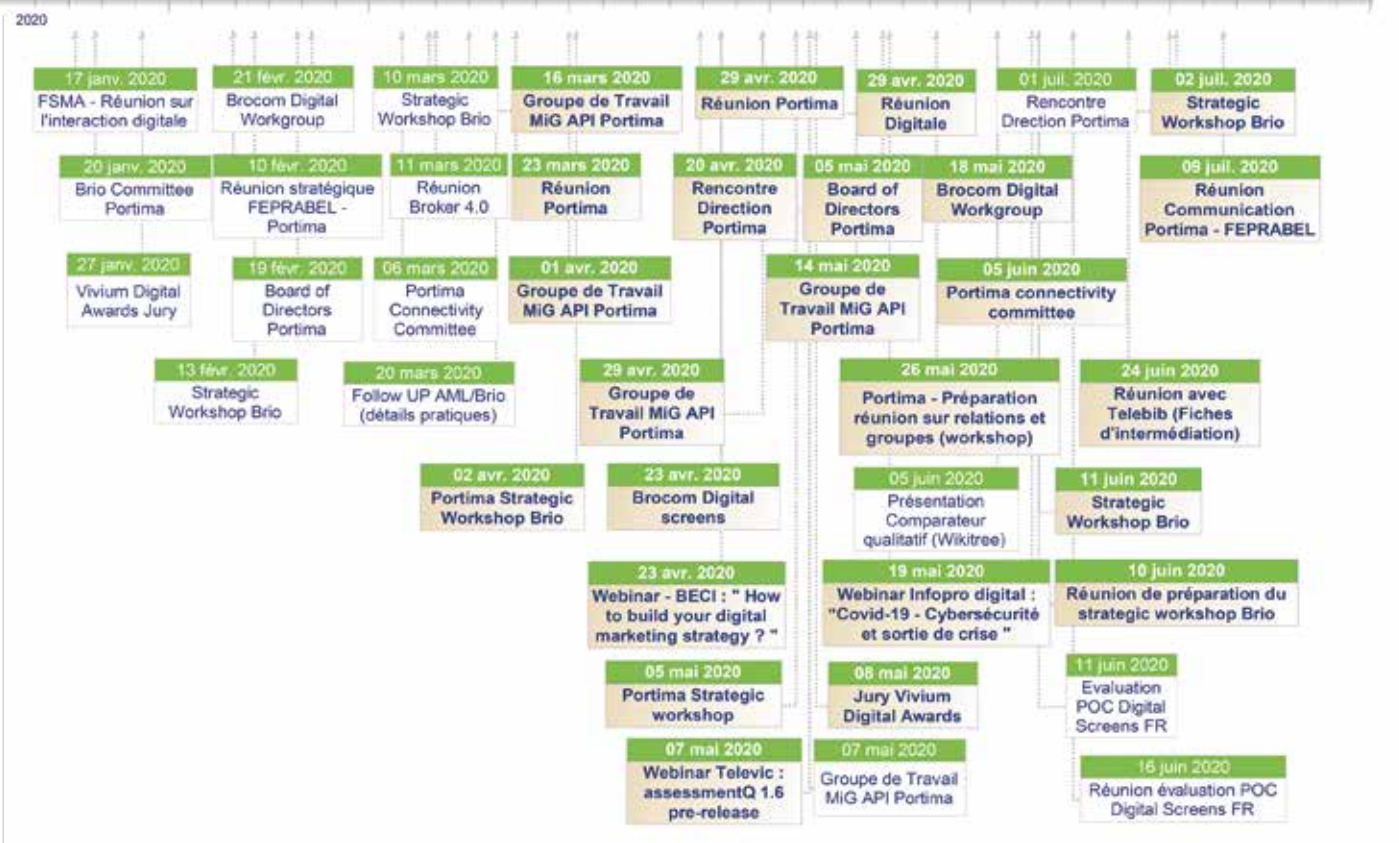 2020
17 janv. 2020
FSMA - Réunion sur
l'interaction digitale
21 févr. 2020
Brocom Digital
Workgroup
10 mars 2020
Strategic
Workshop Brio
16 mars 2020
Groupe de Travail
MiG API Portima
29 avr. 2020
Réunion Portima
29 avr. 2020
Réunion
Digitale
01 juil. 2020
Rencontre
Drection Portima
02 juil. 2020
Strategic
Workshop Brio
20 janv. 2020
Brio Committee
Portima
10 févr. 2020
Réunion stratégique
FEPRABEL -
Portima
11 mars 2020
Réunion
Broker 4.0
23 mars 2020
Réunion
Portima
20 avr. 2020
Rencontre
Direction
Portima
05 mai 2020
Board of
Directors
Portima
18 mai 2020
Brocom Digital
Workgroup
09 juil. 2020
Réunion
Communication
Portima - FEPRABEL
27 janv. 2020
Vivium Digital
Awards Jury
19 févr. 2020
Board of
Directors
Portima
06 mars 2020
Portima
Connectivity
Committee
01 avr. 2020
Groupe de Travail
MiG API Portima
14 mai 2020
Groupe de
Travail MiG API
Portima
05 juin 2020
Portima connectivity
committee
13 févr. 2020
Strategic
Workshop Brio
20 mars 2020
Follow UP AML/Brio
(détails pratiques)
29 avr. 2020
Groupe de
Travail MiG API
Portima
26 mai 2020
Portima - Préparation
réunion sur relations et
groupes (workshop)
24 juin 2020
Réunion avec
Telebib (Fiches
d'intermédiation)
02 avr. 2020
Portima Strategic
Workshop Brio
23 avr. 2020
Brocom Digital
screens
05 juin 2020
Présentation
Comparateur
qualitatif (Wikitree)
11 juin 2020
Strategic
Workshop Brio
23 avr. 2020
Webinar - BECI : " How
to build your digital
marketing strategy ? "
19 mai 2020
Webinar Infopro digital :
"Covid-19 - Cybersécurité
et sortie de crise "
10 juin 2020
Réunion de préparation du
strategic workshop Brio
05 mai 2020
Portima Strategic
workshop
08 mai 2020
Jury Vivium
Digital Awards
11 juin 2020
Evaluation
POC Digital
Screens FR
07 mai 2020
Webinar Televic :
assessmentQ 1.6
pre-release
07 mai 2020
Groupe de Travail
MiG API Portima
16 juin 2020
Réunion évaluation POC
Digital Screens FR